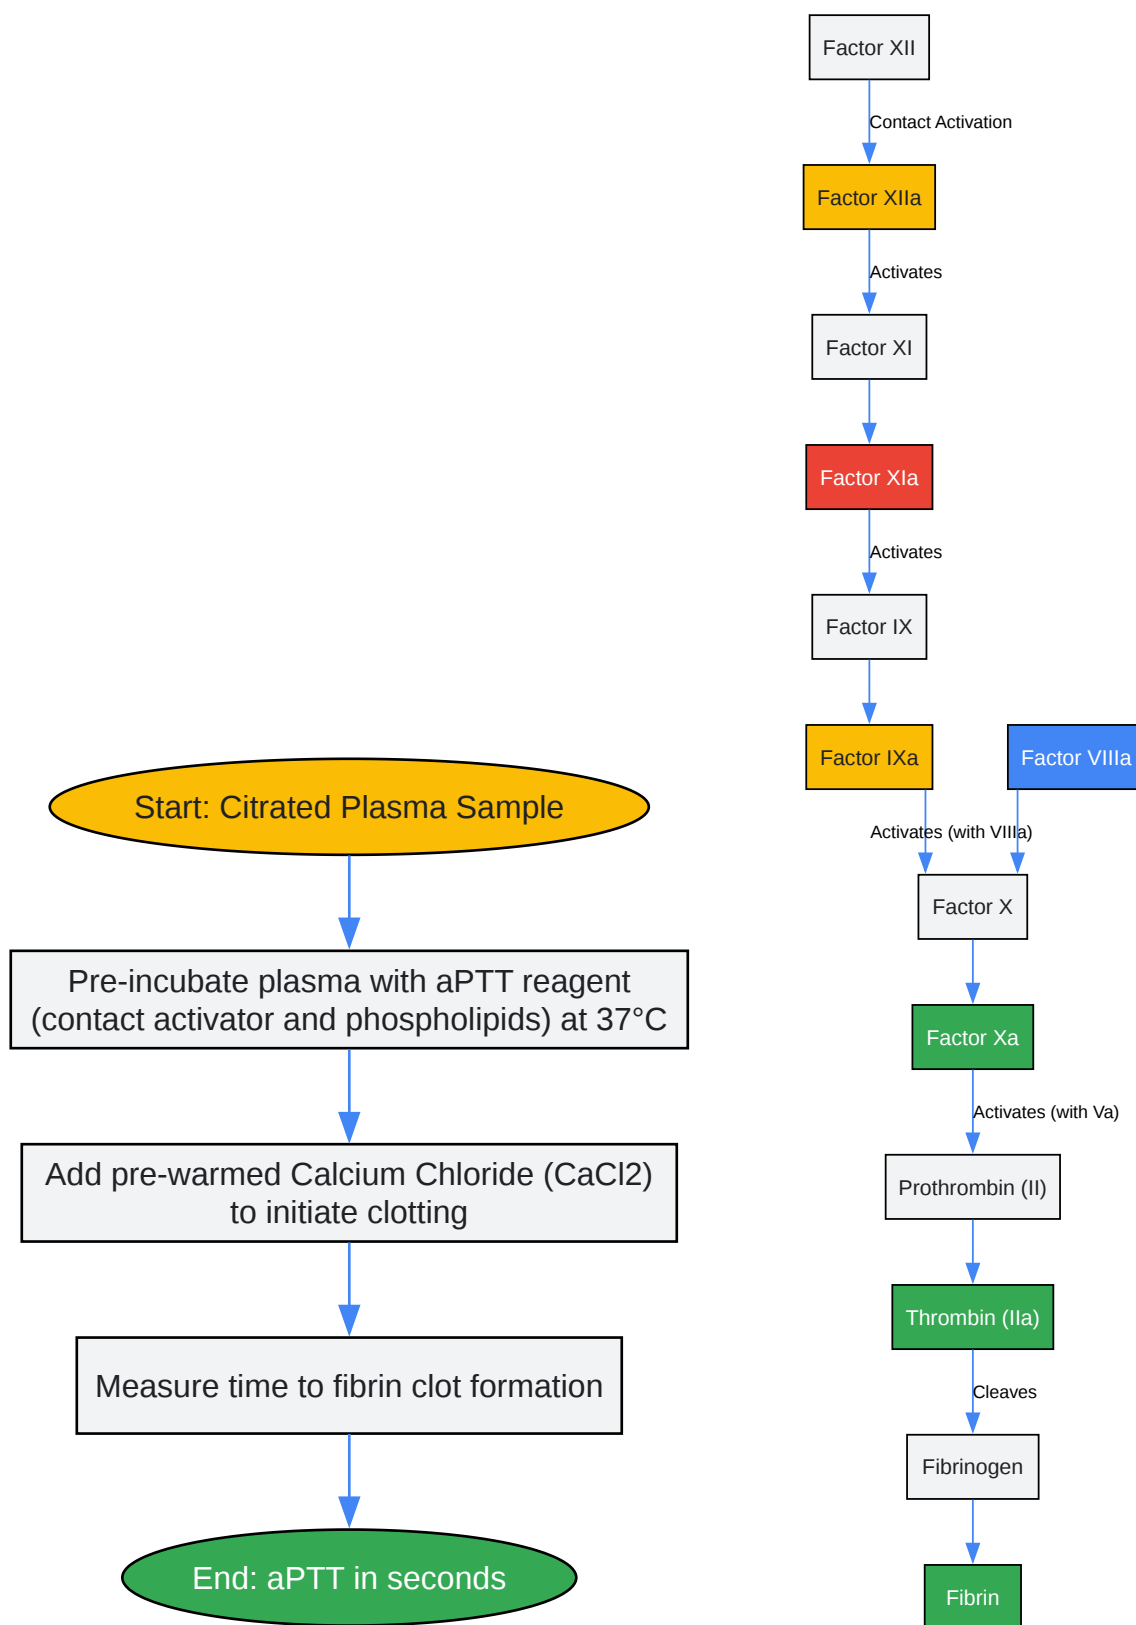 Factor XII
Contact Activation
Factor XIIa
Activates
Factor XI
Factor XIa
Activates
Factor IX
Factor IXa
Factor VIIIa
Activates (with VIIIa)
Factor X
Factor Xa
Activates (with Va)
Prothrombin (II)
Thrombin (IIa)
Cleaves
Fibrinogen
Fibrin
Start: Citrated Plasma Sample
Pre-incubate plasma with aPTT reagent
(contact activator and phospholipids) at 37°C
Add pre-warmed Calcium Chloride (CaCl2)
to initiate clotting
Measure time to fibrin clot formation
End: aPTT in seconds